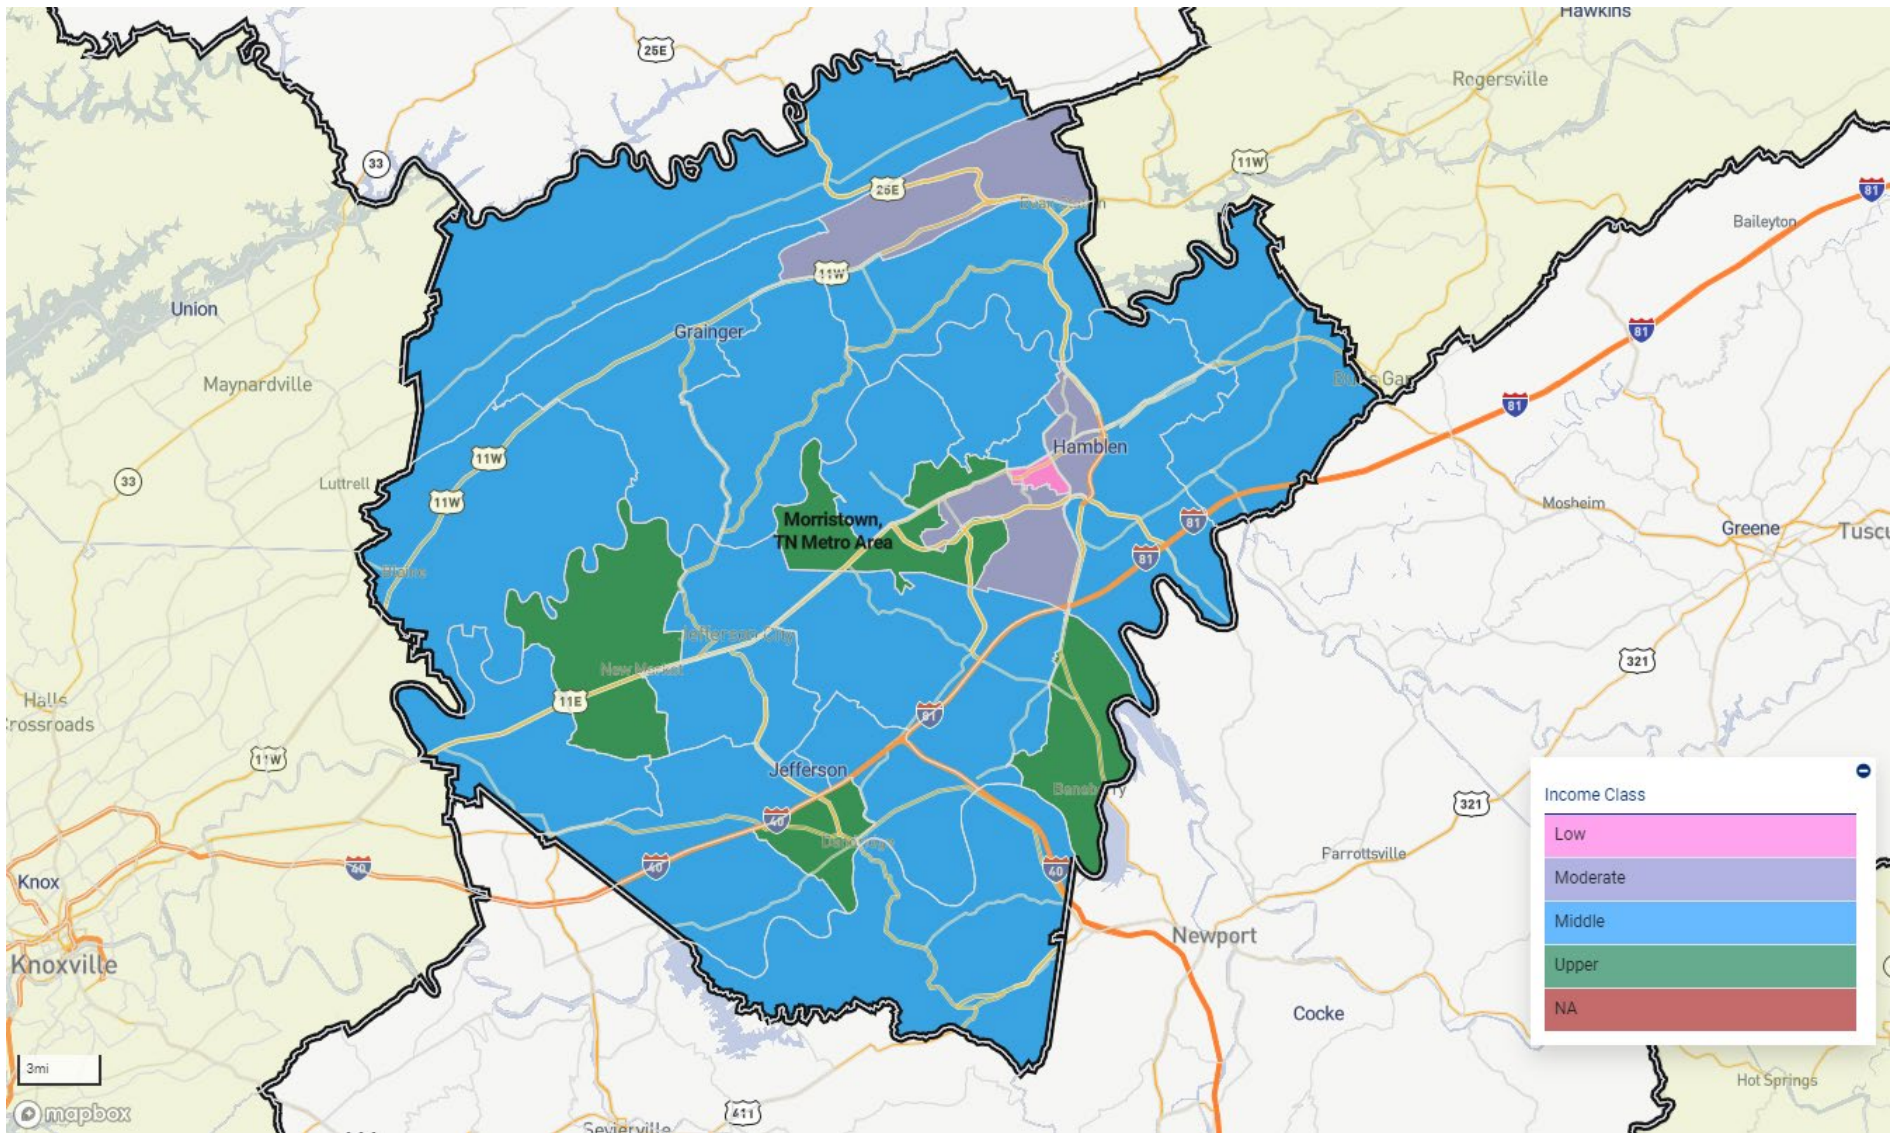 Hawkins
25E
Rogersville
33
11W
25E
81
Baileyton
11W
Union
81
Grainger
Maynardville
81
Hamblen
11W
33
Luttrell
11W
Mosheim
81
Morristown,
TN Metro Area
Greene
81
Blaine
Jefferson City
321
New Market
11E
Halls
Crossroads
81
11W
Jefferson
321
40
Parrottsville
40
40
40
Knox
Newport
Knoxville
Cocke
Hot Springs
411
Sevierville
Income Class
Low
Moderate
Middle
Upper
NA
3mi
mapbox